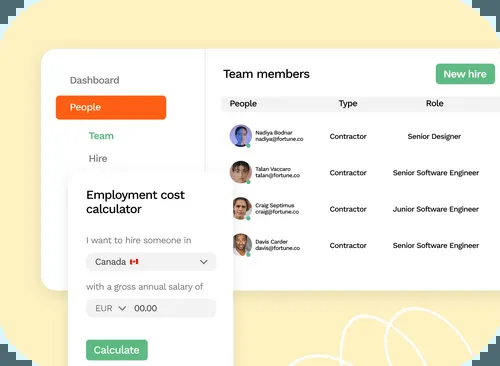 Dashboard
People
Team
Hire
Employment cost
calculator
I want to hire someone in
Canada
with a gross annual salary of
EUR 00.00
Calculate
Team members
New hire
People Type Role
Nadiya Bodnar
nadiya@fortune.co
Contractor Senior Designer
Talan Vaccaro
talan@fortune.co
Contractor Senior Software Engineer
Craig Septimus
craig@fortune.co
Contractor Junior Software Engineer
Davis Carder
davis@fortune.co
Contractor Senior Software Engineer